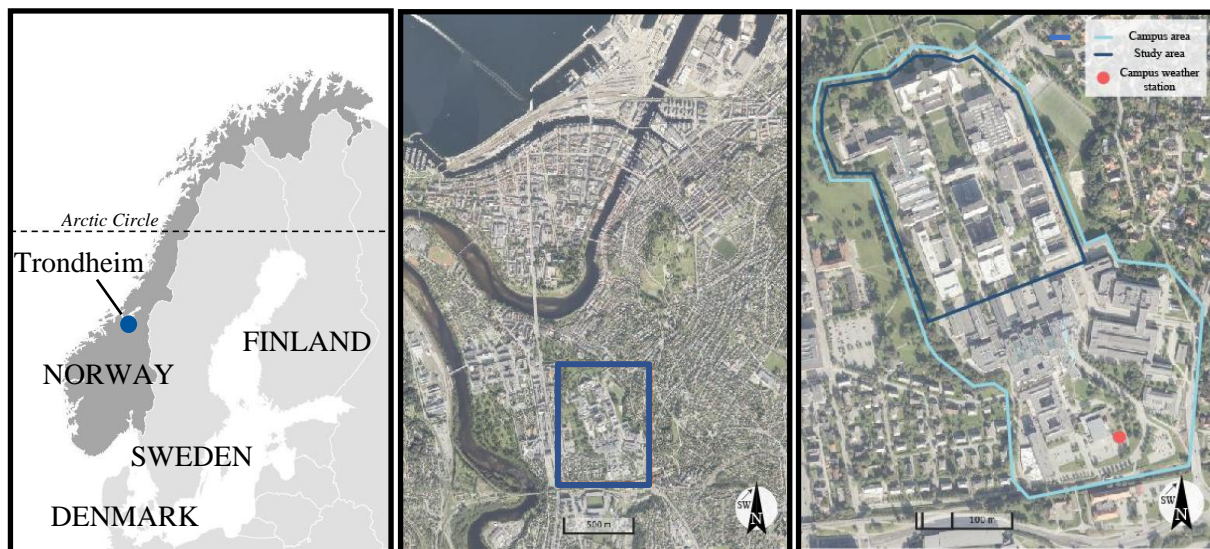 Arctic Circle
Trondheim
FINLAND
NORWAY
SWEDEN
DENMARK
500 m
SW
N
Campus area
Study area
Campus weather
station
100 m
SW
N